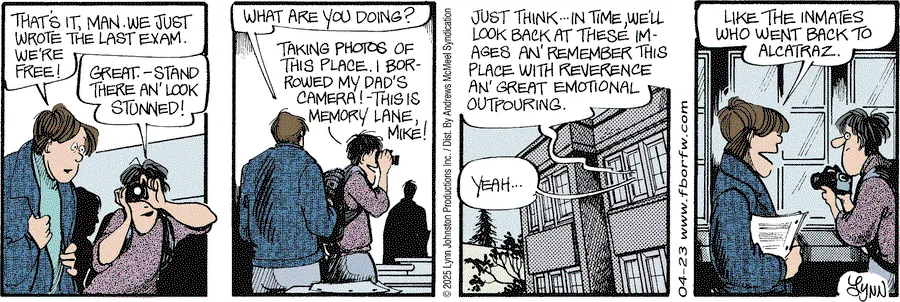 THAT'S IT, MAN. WE JUST
WROTE THE LAST EXAM.
WE'RE
FREE!
GREAT. – STAND
THERE AN' LOOK
STUNNED!
WHAT ARE YOU DOING?
TAKING PHOTOS OF
THIS PLACE. I BOR-
ROWED MY DAD'S
CAMERA! – THIS IS
MEMORY LANE,
MIKE!
© 2025 Lynn Johnston Productions Inc. / Dist. By Andrews McMeel Syndication
JUST THINK... IN TIME, WE'LL
LOOK BACK AT THESE IM-
AGES AN' REMEMBER THIS
PLACE WITH REVERENCE
AN' GREAT EMOTIONAL
OUTPOURING.
YEAH...
04-23 www.fborfw.com
LIKE THE INMATES
WHO WENT BACK TO
ALCATRAZ.
LYNN